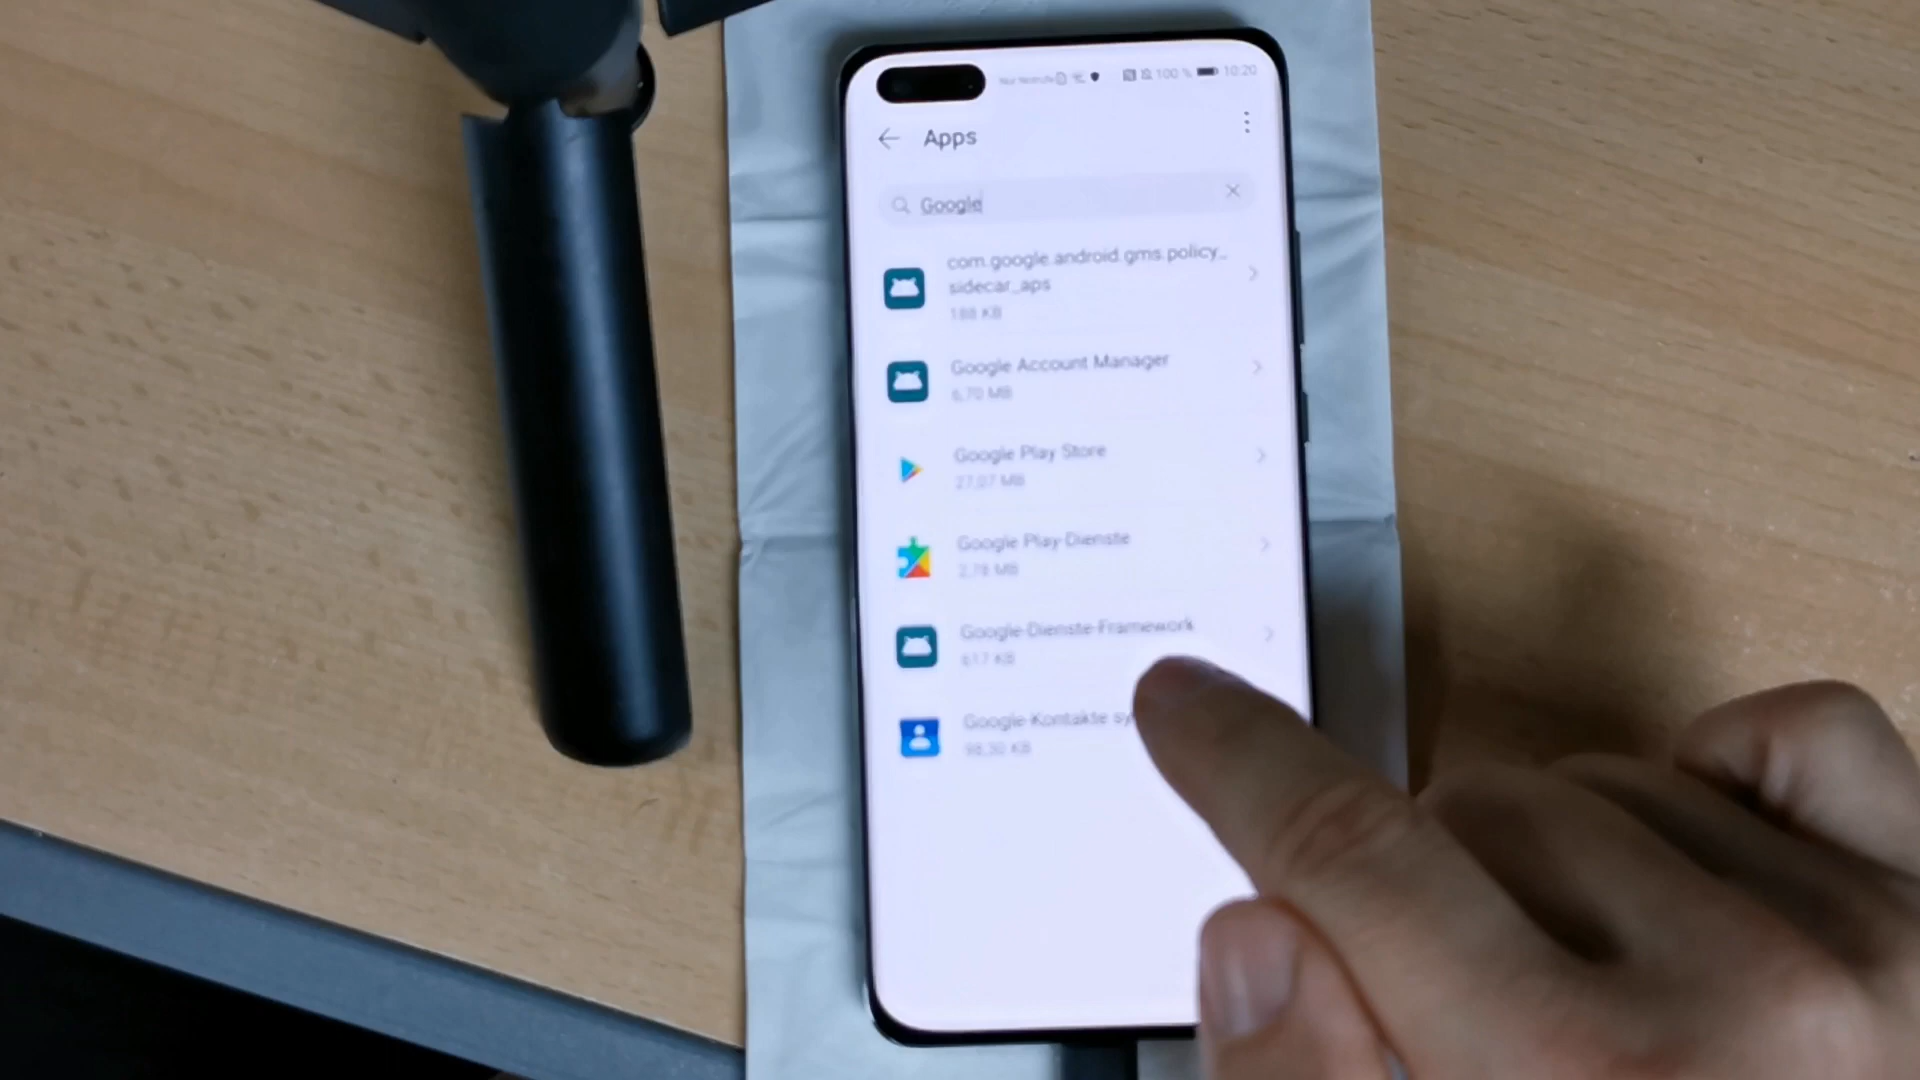 100 % 10:20
Apps
Google
com.google.android.gms.policy_
sidecar_aps
188 KB
Google Account Manager
6,70 MB
Google Play Store
27,07 MB
Google Play-Dienste
2,78 MB
Google-Dienste-Framework
617 KB
Google-Kontakte sy
98,30 KB